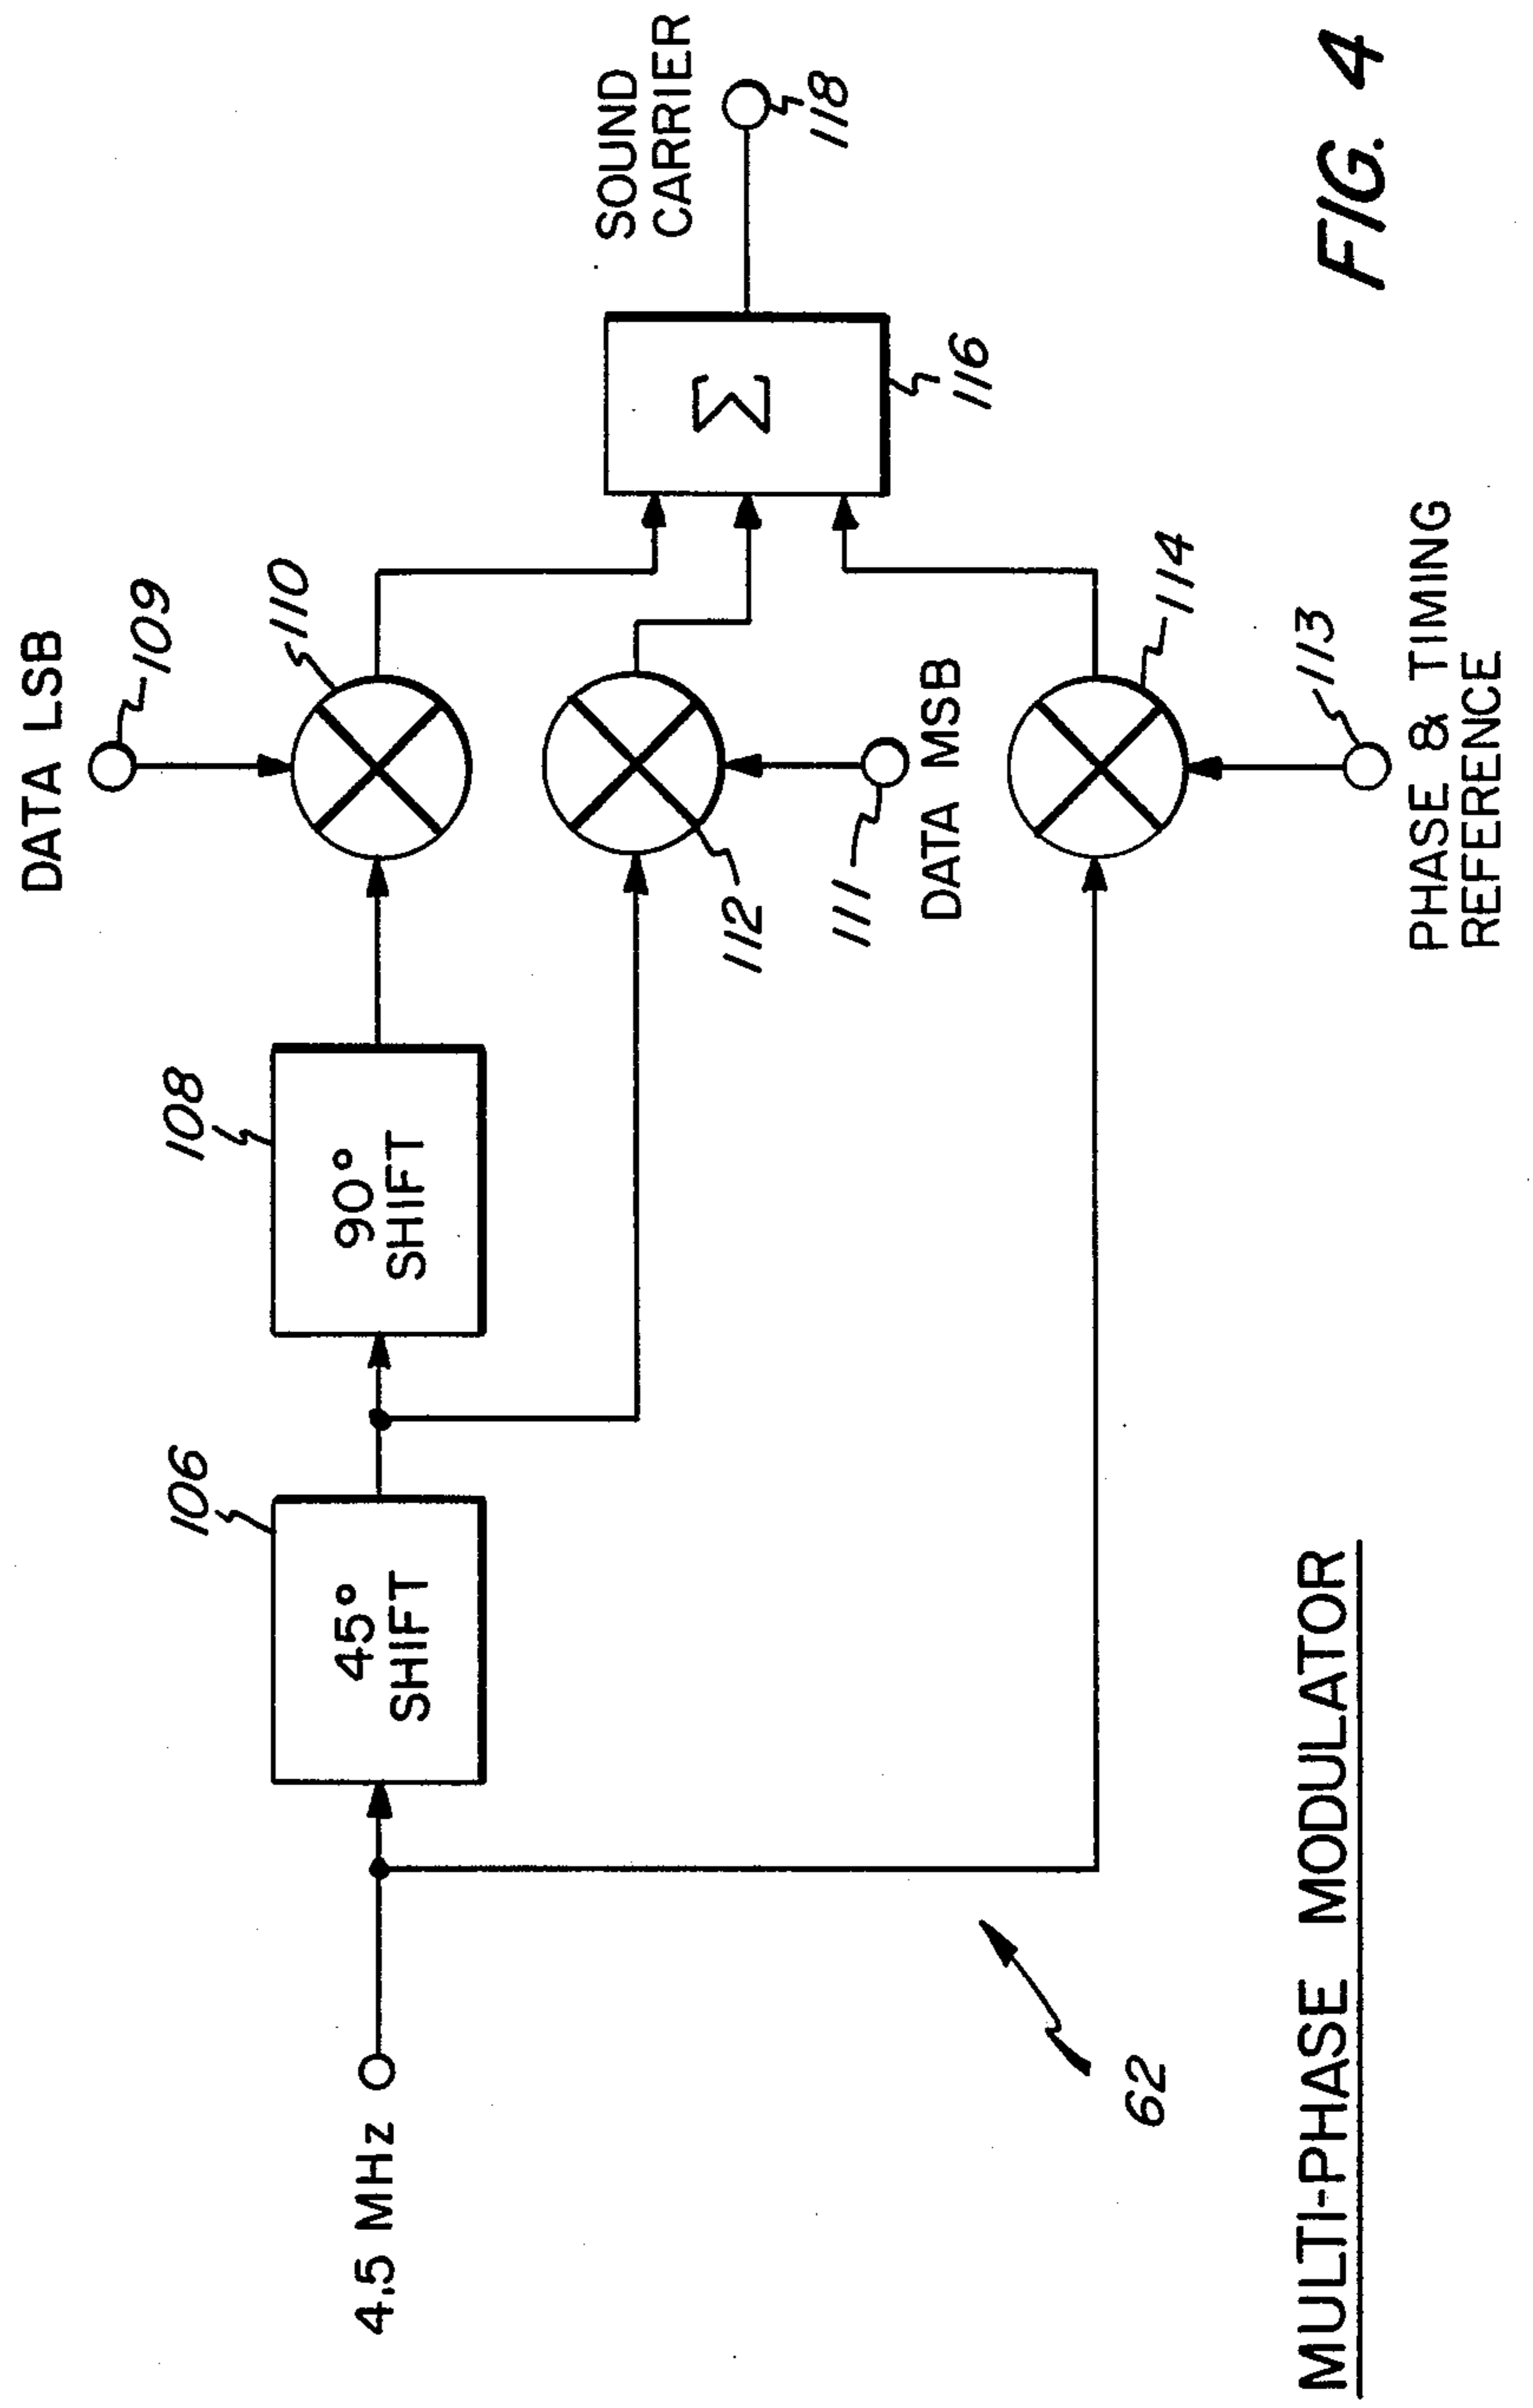 DATA LSB
109
110
108
106
4.5 MHz
45°
SHIFT
90°
SHIFT
112
111
DATA MSB
Σ
116
SOUND
CARRIER
118
114
113
PHASE & TIMING
REFERENCE
62
MULTI-PHASE MODULATOR
FIG. 4